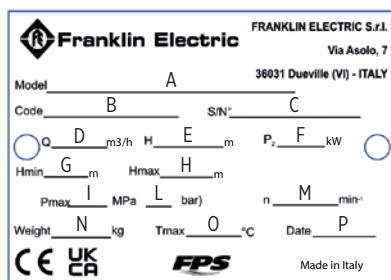 Franklin Electric
FRANKLIN ELECTRIC S.r.l.
Via Asolo, 7
36031 Dueville (VI) - ITALY
Model A
Code B S/N° C
Q D m3/h H E m P2 F kW
Hmin G m Hmax H m
Pmax I MPa L bar) n M min-1
Weight N kg Tmax O °C Date P
CE UK CA FPS Made in Italy